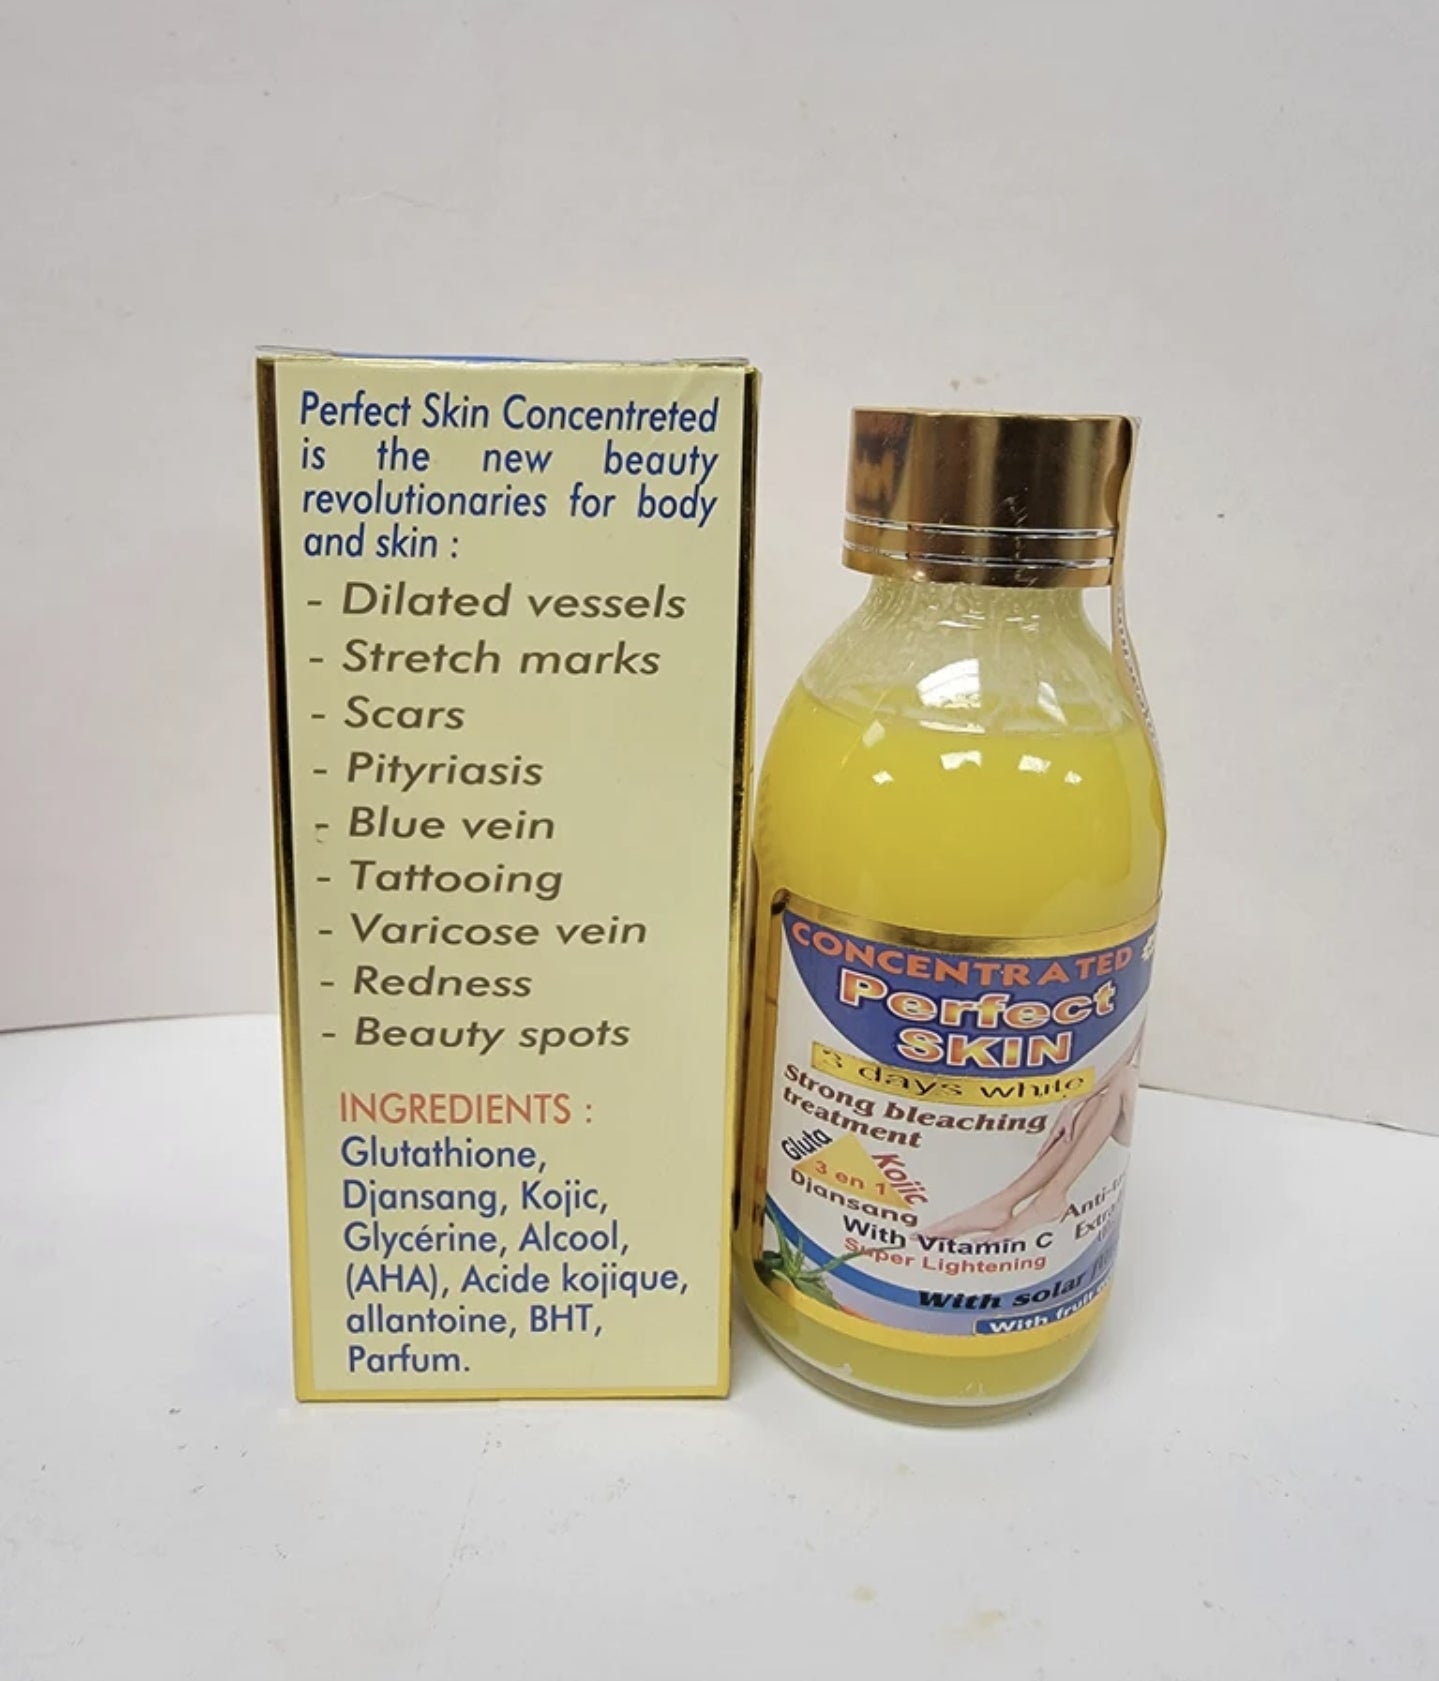 Perfect Skin Concentreted
is the new beauty
revolutionaries for body
and skin :
- Dilated vessels
- Stretch marks
- Scars
- Pityriasis
- Blue vein
- Tattooing
- Varicose vein
- Redness
- Beauty spots
INGREDIENTS :
Glutathione,
Djansang, Kojic,
Glycérine, Alcool,
(AHA), Acide kojique,
allantoine, BHT,
Parfum.
CONCENTRATED
Perfect
SKIN
3 days white
Strong bleaching
treatment
Gluta
Kojic
3 en 1
Djansang
With Vitamin C
Super Lightening
With solar
With